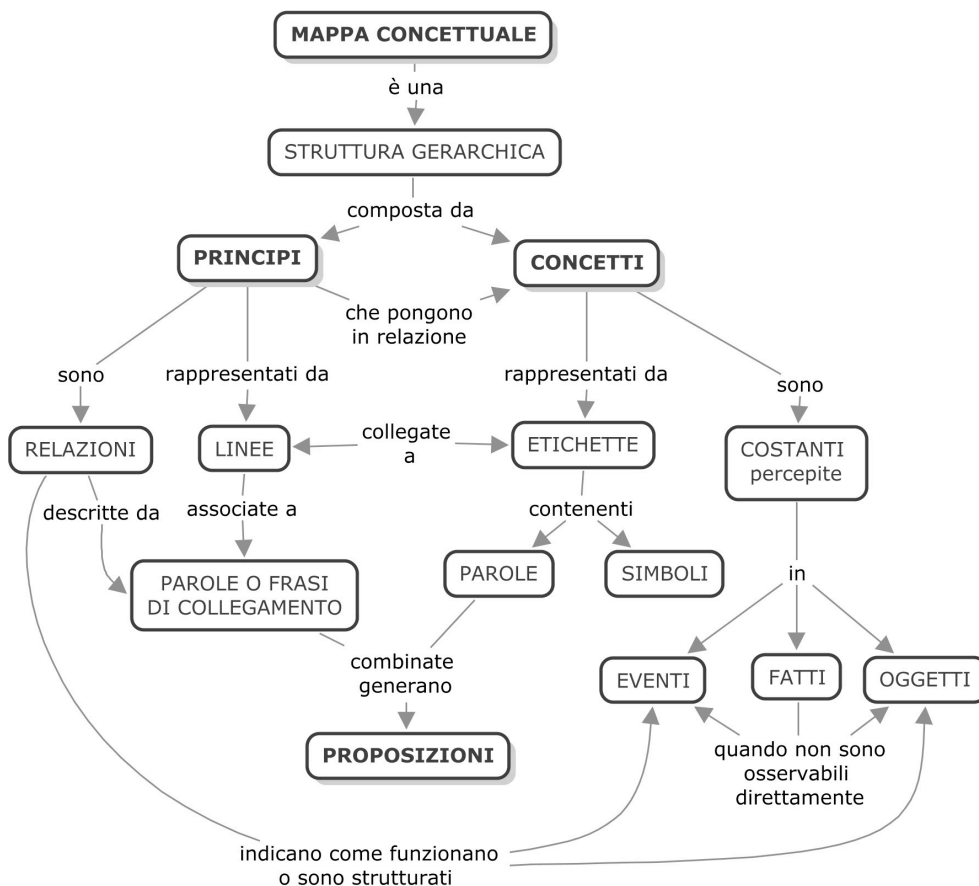 MAPPA CONCETTUALE
è una
STRUTTURA GERARCHICA
composta da
PRINCIPI
CONCETTI
che pongono
in relazione
sono
rappresentati da
rappresentati da
sono
RELAZIONI
LINEE
collegate
a
ETICHETTE
COSTANTI
percepite
descritte da
associate a
contenenti
PAROLE O FRASI
DI COLLEGAMENTO
PAROLE
SIMBOLI
in
combinate
generano
EVENTI
FATTI
OGGETTI
PROPOSIZIONI
quando non sono
osservabili
direttamente
indicano come funzionano
o sono strutturati